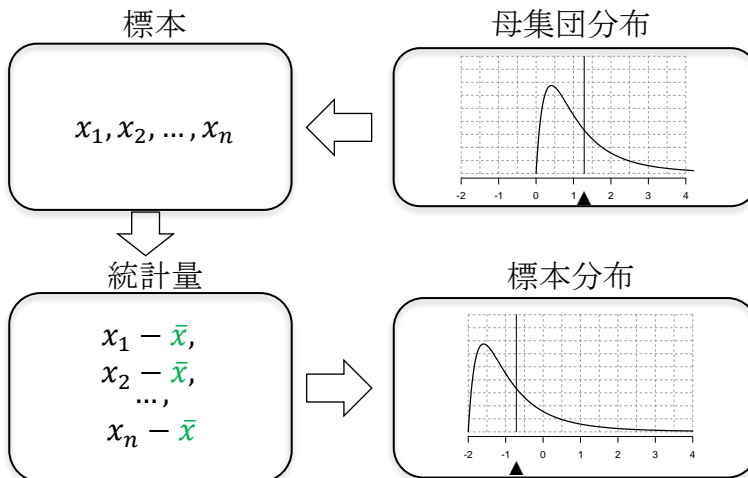 標本
母集団分布
x₁, x₂, …, xₙ
-2 -1 0 1 2 3 4
統計量
標本分布
x₁ − x̄,
x₂ − x̄,
…,
xₙ − x̄
-2 -1 0 1 2 3 4